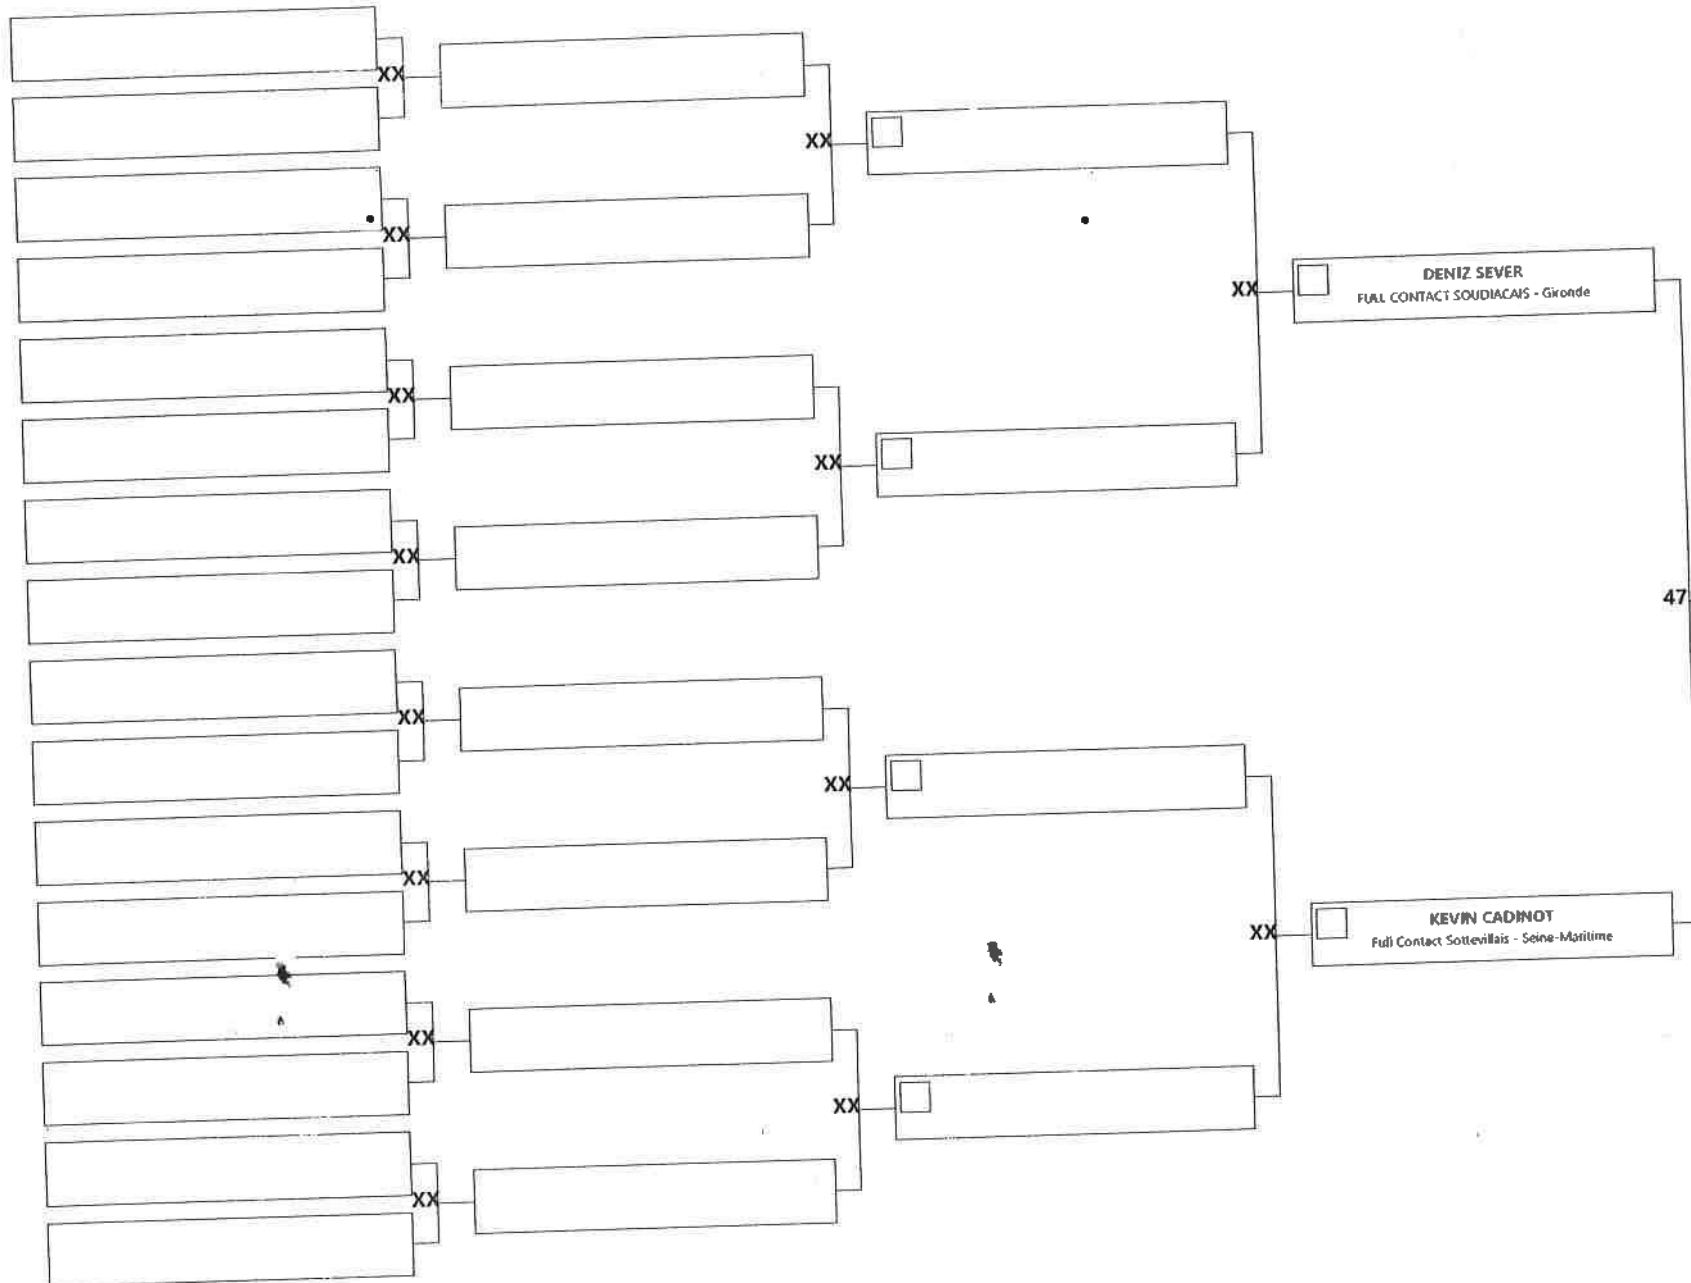 XX
XX
XX
XX
XX
XX
XX
XX
XX
XX
XX
XX
XX
XX
DENIZ SEVER
FULL CONTACT SOUDIACAIS - Gironde
47
KEVIN CADINOT
Full Contact Sottevillais - Seine-Maritime